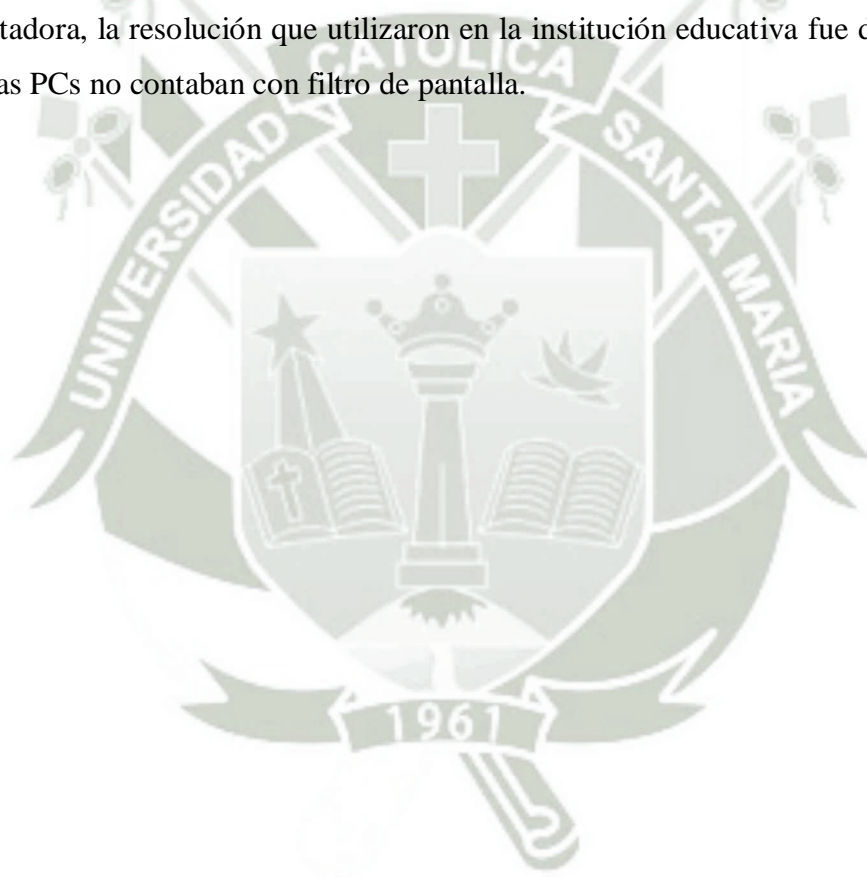 tadora, la resolución que utilizaron en la institución educativa fue d
as PCs no contaban con filtro de pantalla.
CATOLICA
UNIVERSIDAD
SANTA MARIA
1961